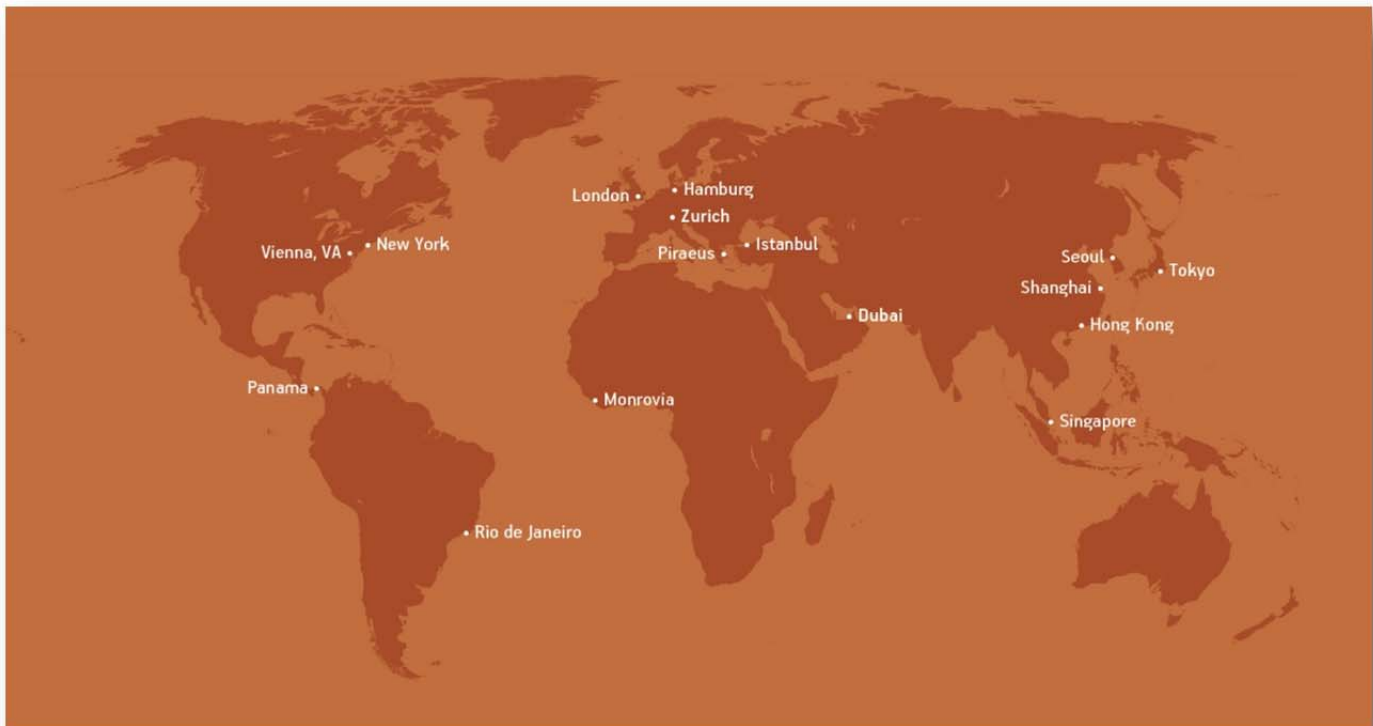 London
Hamburg
Zurich
Vienna, VA
New York
Piraeus
Istanbul
Seoul
Tokyo
Shanghai
Dubai
Hong Kong
Panama
Monrovia
Singapore
Rio de Janeiro